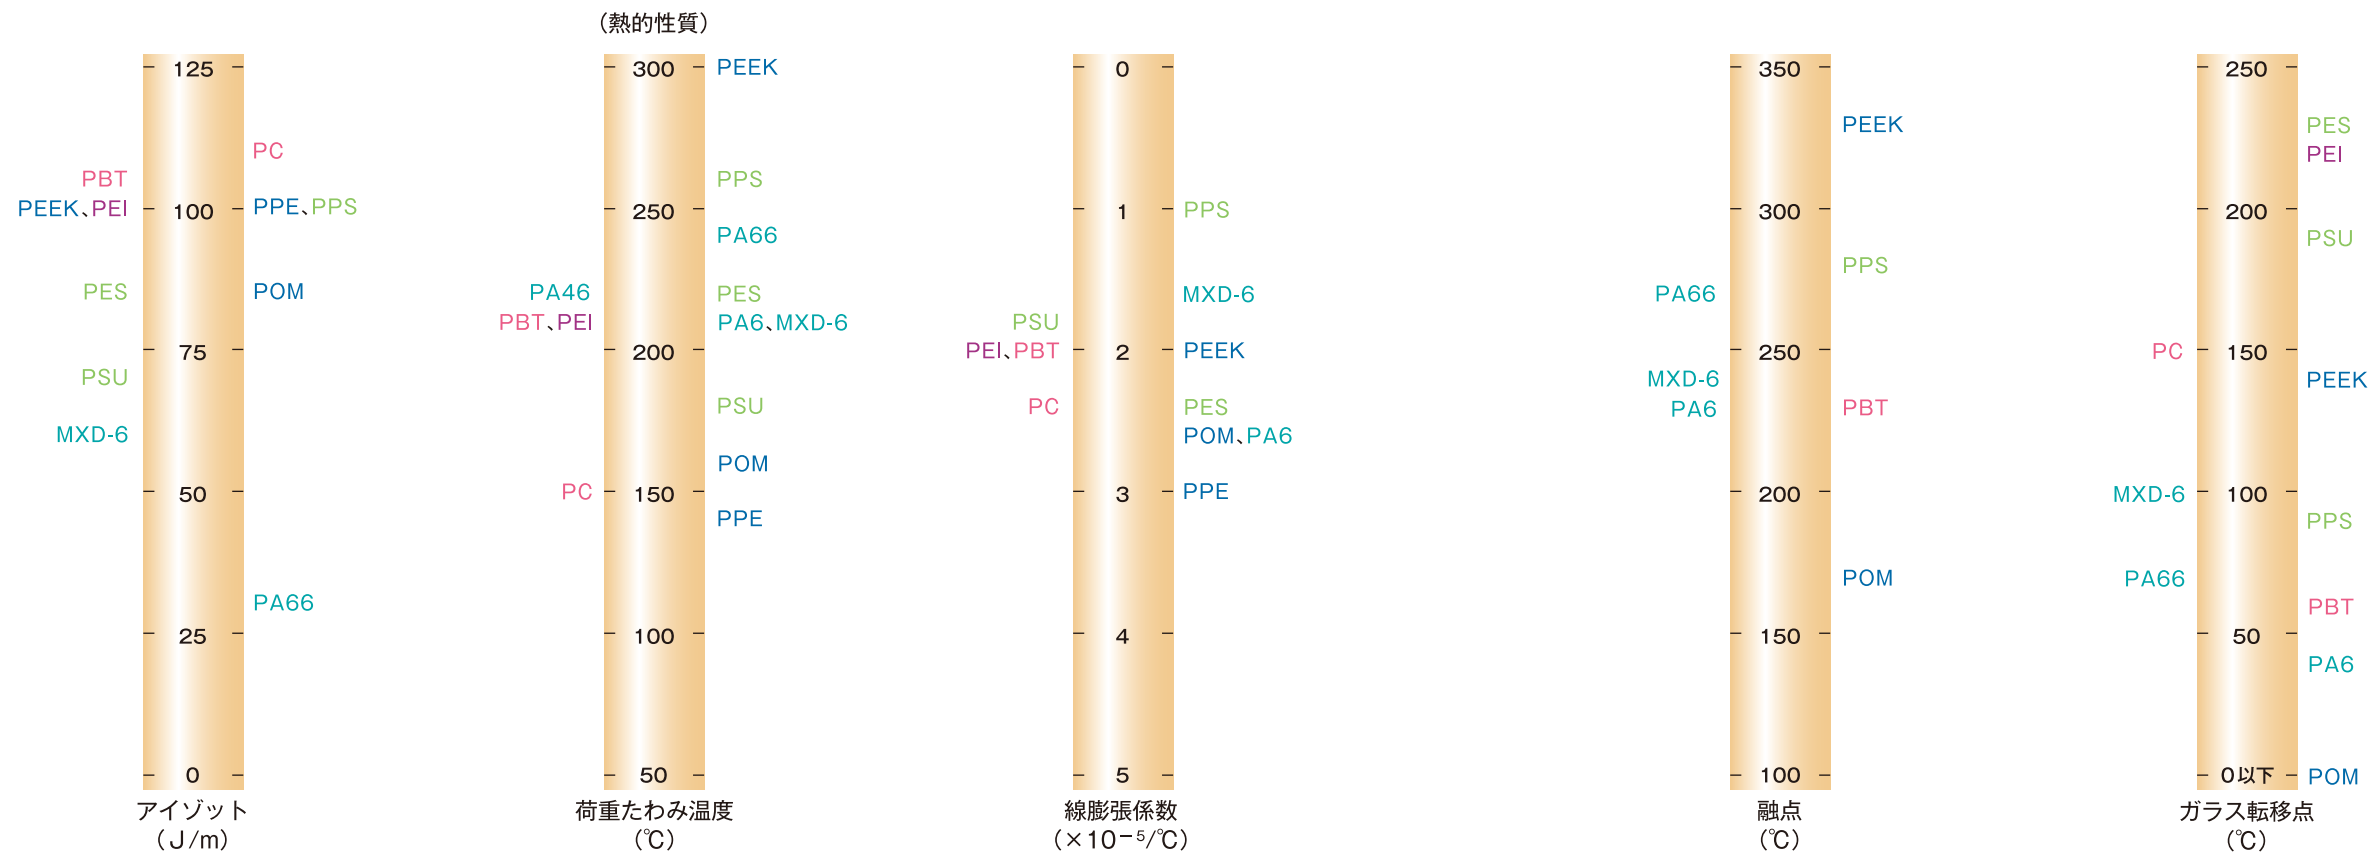 (熱的性質)
125
100
75
50
25
0
PBT
PEEK、PEI
PES
PSU
MXD-6
PC
PPE、PPS
POM
PA66
アイゾット
(J/m)
300
250
200
150
100
50
PA46
PBT、PEI
PC
PEEK
PPS
PA66
PES
PA6、MXD-6
PSU
POM
PPE
荷重たわみ温度
(℃)
0
1
2
3
4
5
PSU
PEI、PBT
PC
PPS
MXD-6
PEEK
PES
POM、PA6
PPE
線膨張係数
(×10⁻⁵/℃)
350
300
250
200
150
100
PA66
MXD-6
PA6
PEEK
PPS
PBT
POM
融点
(℃)
250
200
150
100
50
0以下
PC
MXD-6
PA66
PES
PEI
PSU
PEEK
PPS
PBT
PA6
POM
ガラス転移点
(℃)